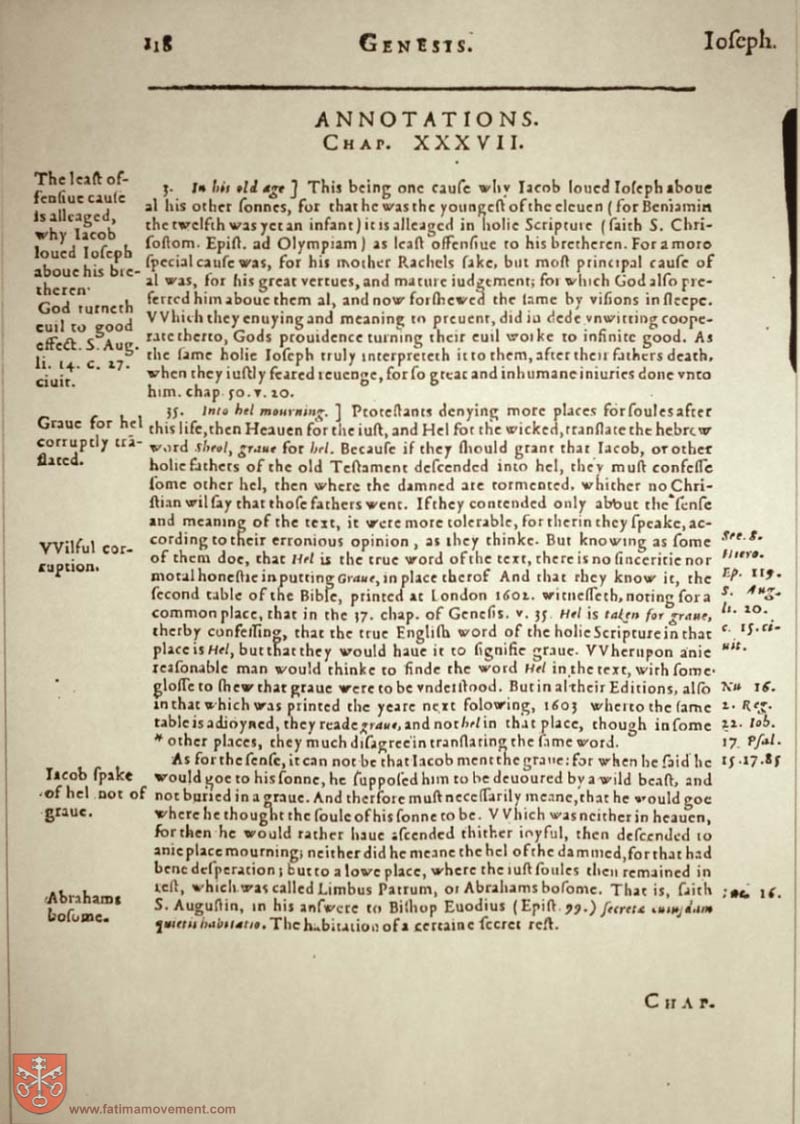 118 GENESIS. Ioſeph.
ANNOTATIONS.
CHAP. XXXVII.
The leaſt of-
fenſiue cauſe
is alleaged,
why Iacob
loued Ioſeph
aboue his bre-
theren·
God turneth
euil to good
effect. S. Aug.
li. 14. c. 27.
ciuit.
3. In his old age ] This being one cauſe why Iacob loued Ioſeph aboue
al his other ſonnes, for that he was the youngeſt of the eleuen (for Beniamin
the twelfth was yet an infant) it is alleaged in holie Scripture (ſaith S. Chri-
ſoſtom. Epiſt. ad Olympiam) as leaſt offenſiue to his bretheren. For a more
ſpecial cauſe was, for his mother Rachels ſake, but moſt principal cauſe of
al was, for his great vertues, and mature iudgement; for which God alſo pre-
ferred him aboue them al, and now forſhewed the ſame by viſions in ſleepe.
VVhich they enuying and meaning to preuent, did in dede vnwitting coope-
rate therto, Gods prouidence turning their euil worke to infinite good. As
the ſame holie Ioſeph truly interpreteth it to them, after their fathers death,
when they iuſtly feared reuenge, for ſo great and inhumane iniuries done vnto
him. chap 50. v. 20.
Graue for hel
corruptly trā-
ſlated.
VVilful cor-
ruption.
35. Into hel mourning. ] Proteſtants denying more places for ſoules after
this life, then Heauen for the iuſt, and Hel for the wicked, tranſlate the hebrew
word Sheol, graue for hel. Becauſe if they ſhould grant that Iacob, or other
holie fathers of the old Teſtament deſcended into hel, they muſt confeſſe
ſome other hel, then where the damned are tormented. whither no Chri-
ſtian wil ſay that thoſe fathers went. If they contended only about the ſenſe
and meaning of the text, it were more tolerable, for therin they ſpeake, ac-
cording to their erronious opinion, as they thinke. But knowing as ſome
of them doe, that Hel is the true word of the text, there is no ſinceritie nor
moral honeſtie in putting Graue, in place therof And that they know it, the
ſecond table of the Bible, printed at London 1602. witneſſeth, noting for a
common place, that in the 37. chap. of Geneſis. v. 35 Hel is taken for graue,
therby confeſſing, that the true Engliſh word of the holie Scripture in that
place is Hel, but that they would haue it to ſignifie graue. VVherupon anie
reaſonable man would thinke to finde the word Hel in the text, with ſome
gloſſe to ſhew that graue were to be vnderſtood. But in al their Editions, alſo
in that which was printed the yeare next folowing, 1603 wherto the ſame
table is adioyned, they reade graue, and not hel in that place, though in ſome
* other places, they much diſagree in tranſlating the ſame word.
See. S.
Hiero.
Ep. 119.
S. Aug.
li. 20.
c. 15. ci-
uit.
Nu 16.
2. Reg.
22. Iob.
17 Pſal.
15.17.85
Iacob ſpake
of hel not of
graue.
Abrahams
boſome.
As for the ſenſe, it can not be that Iacob ment the graue: for when he ſaid he
would goe to his ſonne, he ſuppoſed him to be deuoured by a wild beaſt, and
not buried in a graue. And therfore muſt neceſſarily meane, that he would goe
where he thought the ſoule of his ſonne to be. VVhich was neither in heauen,
for then he would rather haue aſcended thither ioyful, then deſcended to
anie place mourning; neither did he meane the hel of the dammed, for that had
bene deſperation; but to a lowe place, where the iuſt ſoules then remained in
reſt, which was called Limbus Patrum, or Abrahams boſome. That is, ſaith
S. Auguſtin, in his anſwere to Biſhop Euodius (Epiſt. 99.) ſecreta cuiuſdam
quietis habitatio. The habitation of a certaine ſecret reſt.
16.
CHAP.
www.fatimamovement.com